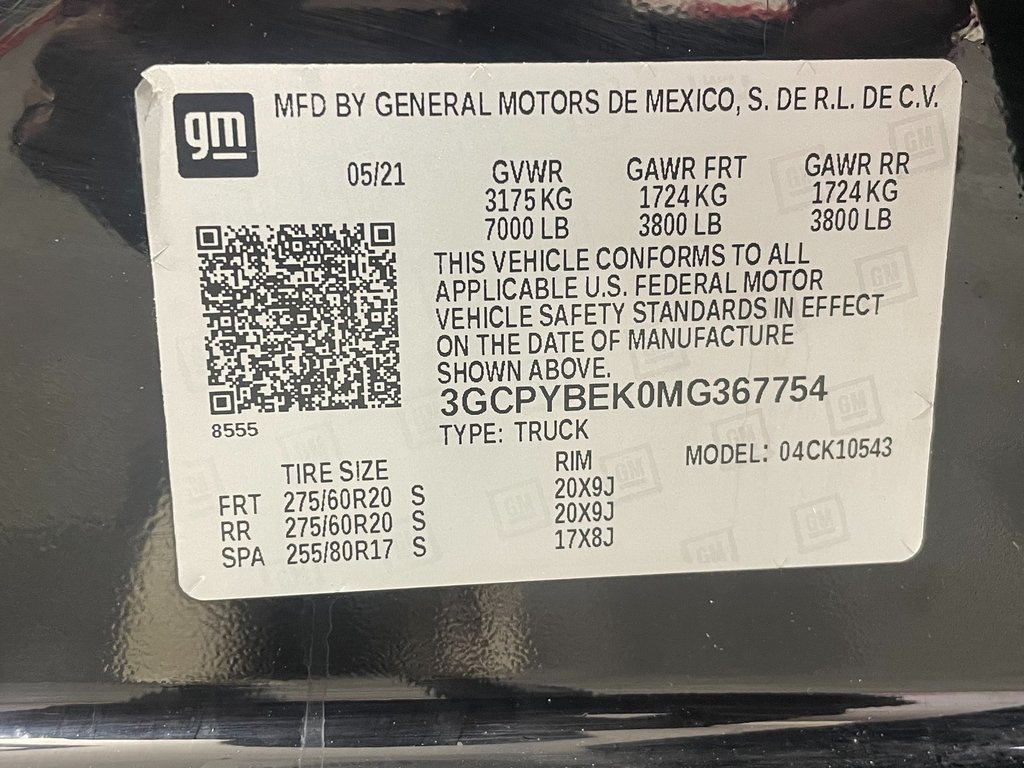 gm
MFD BY GENERAL MOTORS DE MEXICO, S. DE R.L. DE C.V.
05/21 GVWR GAWR FRT GAWR RR
3175 KG 1724 KG 1724 KG
7000 LB 3800 LB 3800 LB
THIS VEHICLE CONFORMS TO ALL
APPLICABLE U.S. FEDERAL MOTOR
VEHICLE SAFETY STANDARDS IN EFFECT
ON THE DATE OF MANUFACTURE
SHOWN ABOVE.
3GCPYBEK0MG367754
8555
TYPE: TRUCK
MODEL: 04CK10543
TIRE SIZE RIM
FRT 275/60R20 S 20X9J
RR 275/60R20 S 20X9J
SPA 255/80R17 S 17X8J